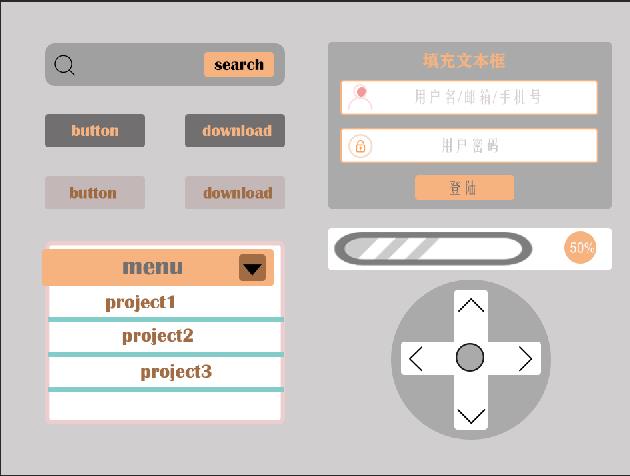 search
button
download
button
download
menu
project1
project2
project3
填充文本框
用户名/邮箱/手机号
用户密码
登陆
50%